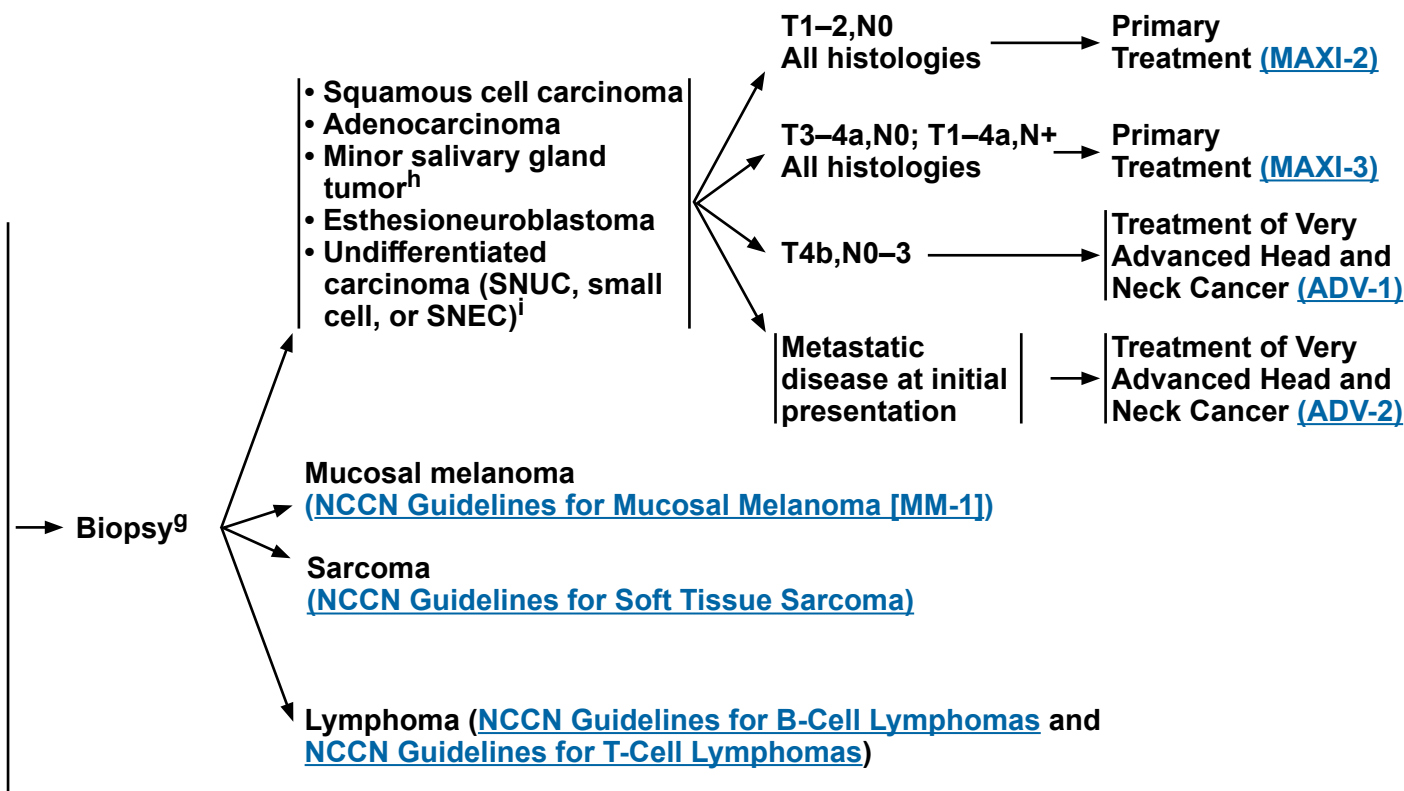 Biopsyg
• Squamous cell carcinoma
• Adenocarcinoma
• Minor salivary gland
tumorh
• Esthesioneuroblastoma
• Undifferentiated
carcinoma (SNUC, small
cell, or SNEC)i
T1–2,N0
All histologies
Primary
Treatment (MAXI-2)
T3–4a,N0; T1–4a,N+
All histologies
Primary
Treatment (MAXI-3)
T4b,N0–3
Treatment of Very
Advanced Head and
Neck Cancer (ADV-1)
Metastatic
disease at initial
presentation
Treatment of Very
Advanced Head and
Neck Cancer (ADV-2)
Mucosal melanoma
(NCCN Guidelines for Mucosal Melanoma [MM-1])
Sarcoma
(NCCN Guidelines for Soft Tissue Sarcoma)
Lymphoma (NCCN Guidelines for B-Cell Lymphomas and
NCCN Guidelines for T-Cell Lymphomas)